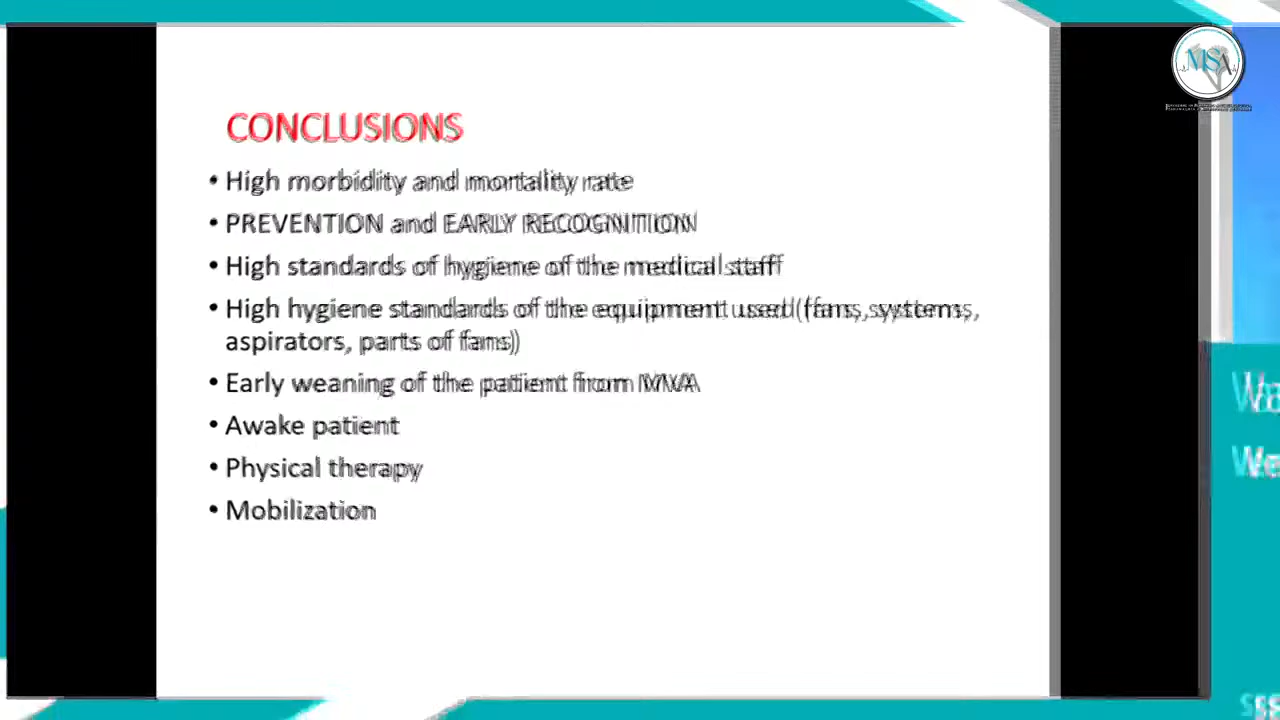 MSA
CONCLUSIONS
• High morbidity and mortality rate
• PREVENTION and EARLY RECOGNITION
• High standards of hygiene of the medical staff
• High hygiene standards of the equipment used (fans, systems,
aspirators, parts of fans)
• Early weaning of the patient from
• Awake patient
• Physical therapy
• Mobilization